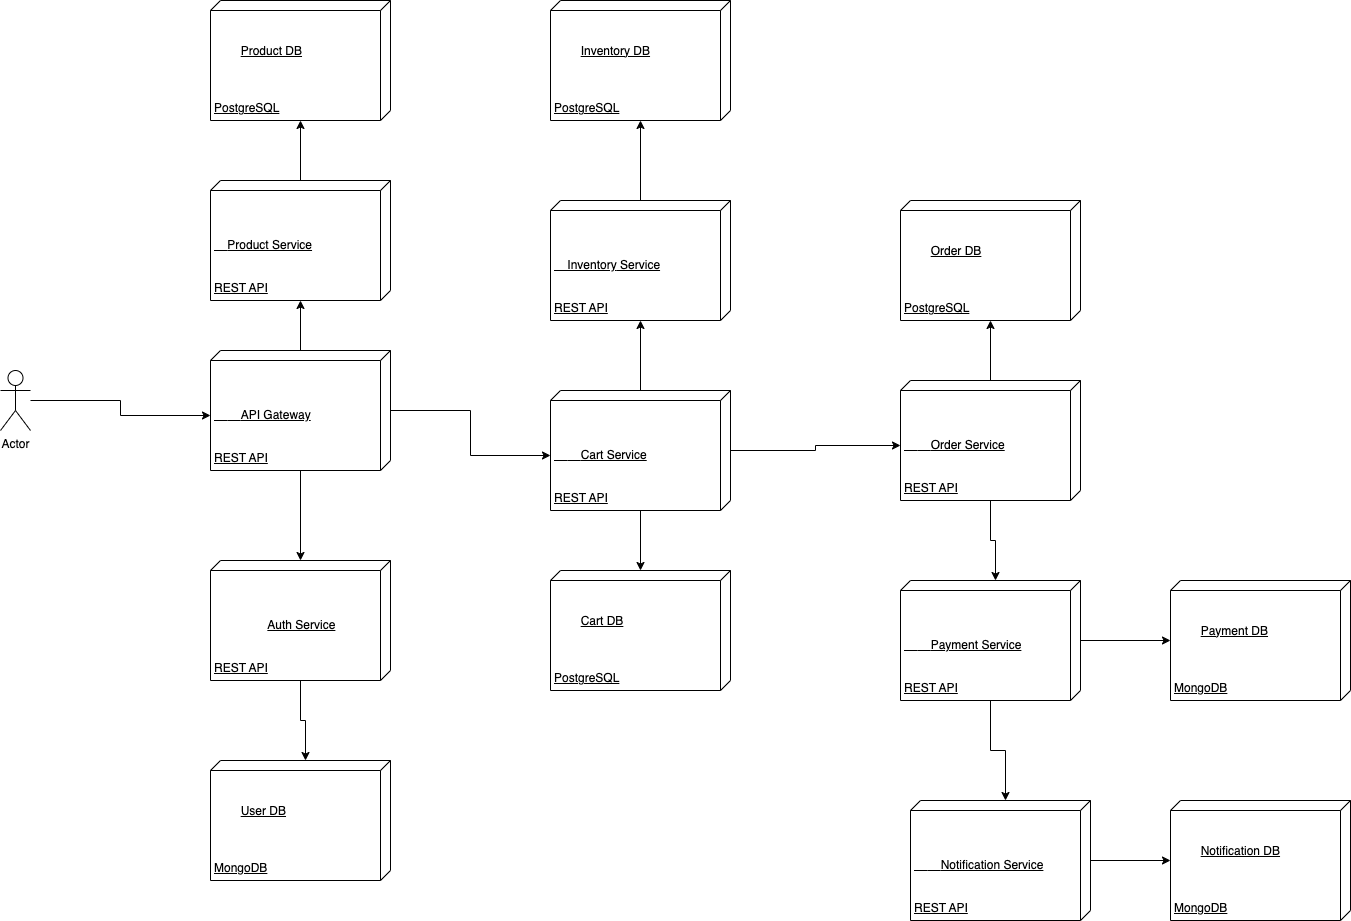 Product DB
PostgreSQL
Inventory DB
PostgreSQL
Product Service
REST API
Inventory Service
REST API
Order DB
PostgreSQL
Actor
API Gateway
REST API
Cart Service
REST API
Order Service
REST API
Auth Service
REST API
Cart DB
PostgreSQL
Payment Service
REST API
Payment DB
MongoDB
User DB
MongoDB
Notification Service
REST API
Notification DB
MongoDB